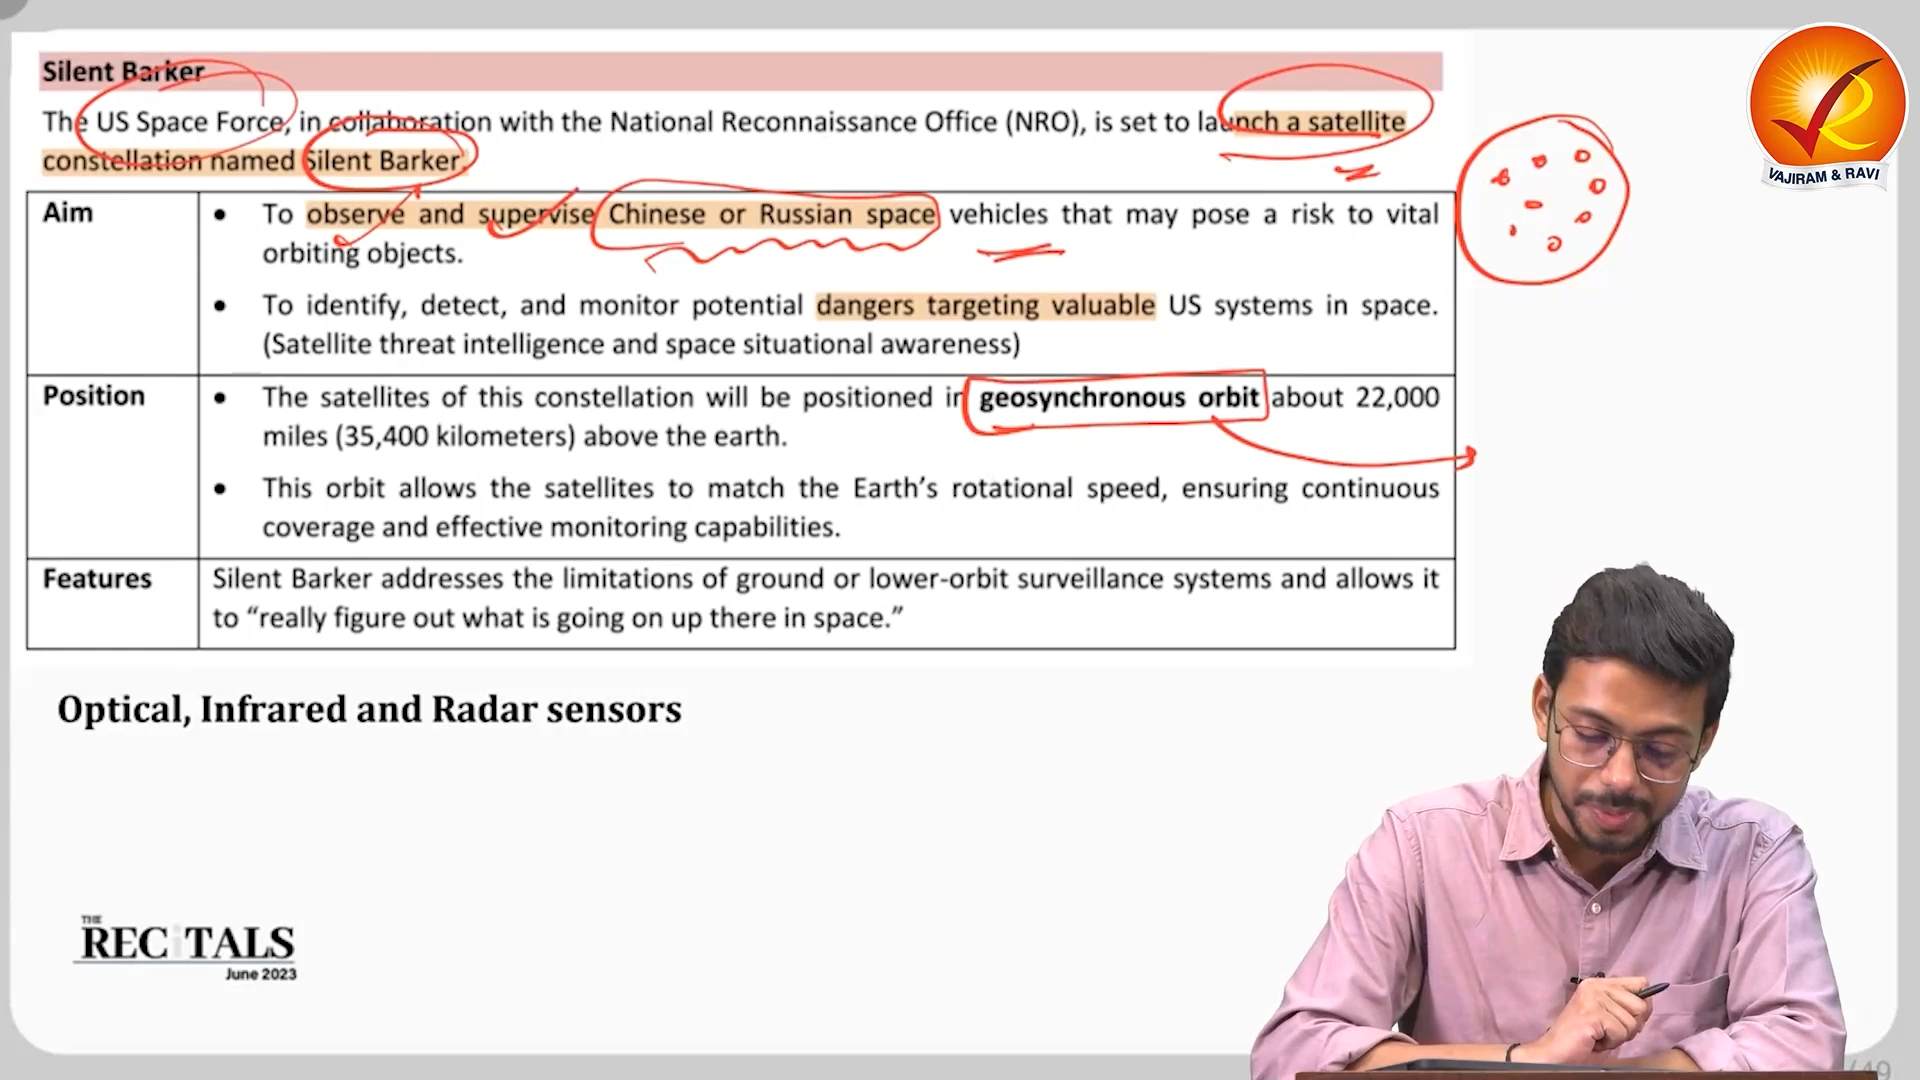 Silent Barker
The US Space Force, in collaboration with the National Reconnaissance Office (NRO), is set to launch a satellite
constellation named Silent Barker
Aim
• To observe and supervise Chinese or Russian space vehicles that may pose a risk to vital
orbiting objects.
• To identify, detect, and monitor potential dangers targeting valuable US systems in space.
(Satellite threat intelligence and space situational awareness)
Position
• The satellites of this constellation will be positioned in geosynchronous orbit about 22,000
miles (35,400 kilometers) above the earth.
• This orbit allows the satellites to match the Earth’s rotational speed, ensuring continuous
coverage and effective monitoring capabilities.
Features
Silent Barker addresses the limitations of ground or lower-orbit surveillance systems and allows it
to “really figure out what is going on up there in space.”
Optical, Infrared and Radar sensors
THE
RECiTALS
June 2023
VAJIRAM & RAVI